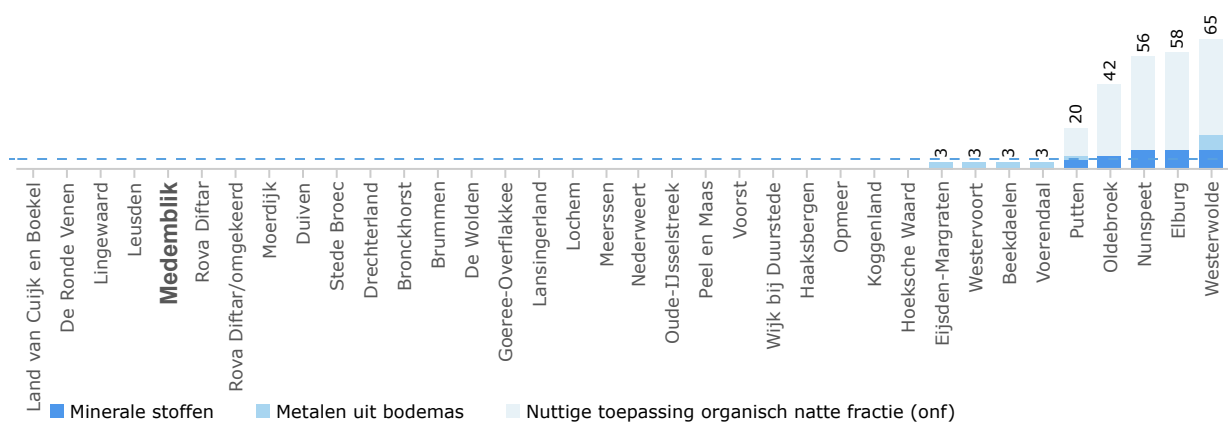 3
3
3
3
20
42
56
58
65
Land van Cuijk en Boekel
De Ronde Venen
Lingewaard
Leusden
Medemblik
Rova Diftar
Rova Diftar/omgekeerd
Moerdijk
Duiven
Stede Broec
Drechterland
Bronckhorst
Brummen
De Wolden
Goeree-Overflakkee
Lansingerland
Lochem
Meerssen
Nederweert
Oude-IJsselstreek
Peel en Maas
Voorst
Wijk bij Duurstede
Haaksbergen
Opmeer
Koggenland
Hoeksche Waard
Eijsden-Margraten
Westervoort
Beekdaelen
Voerendaal
Putten
Oldebroek
Nunspeet
Elburg
Westerwolde
Minerale stoffen
Metalen uit bodemas
Nuttige toepassing organisch natte fractie (onf)